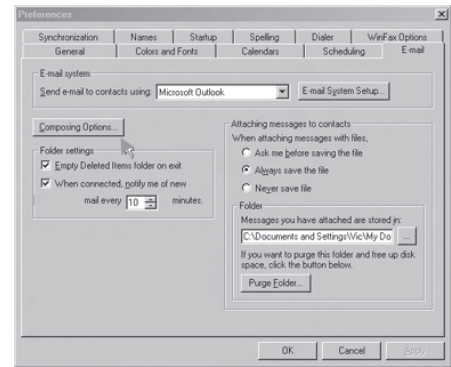 Preferences
Synchronization Names Startup Spelling Dialer WinFax Options
General Colors and Fonts Calendars Scheduling E-mail
E-mail system
Send e-mail to contacts using: Microsoft Outlook E-mail System Setup...
Composing Options...
Folder settings
Empty Deleted Items folder on exit
When connected, notify me of new
mail every 10 minutes.
Attaching messages to contacts
When attaching messages with files,
Ask me before saving the file
Always save the file
Never save file
Folder
Messages you have attached are stored in:
C:\Documents and Settings\Vic\My Do ...
If you want to purge this folder and free up disk
space, click the button below.
Purge Folder...
OK Cancel Apply